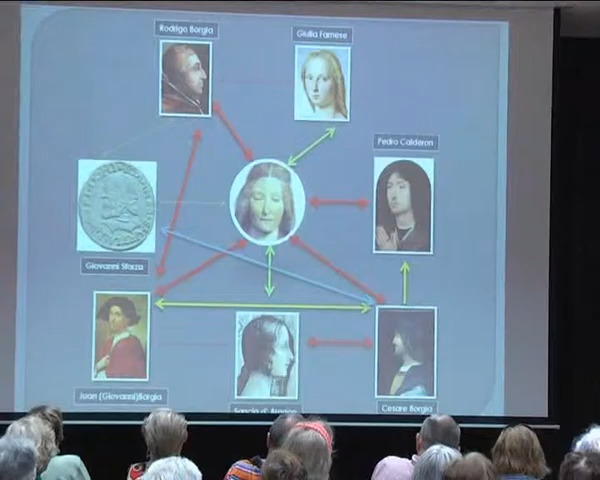 Rodrigo Borgia
Giulia Farnese
Pedro Calderon
Giovanni Sforza
Juan (Giovanni)Borgia
Sancia d' Aragon
Cesare Borgia